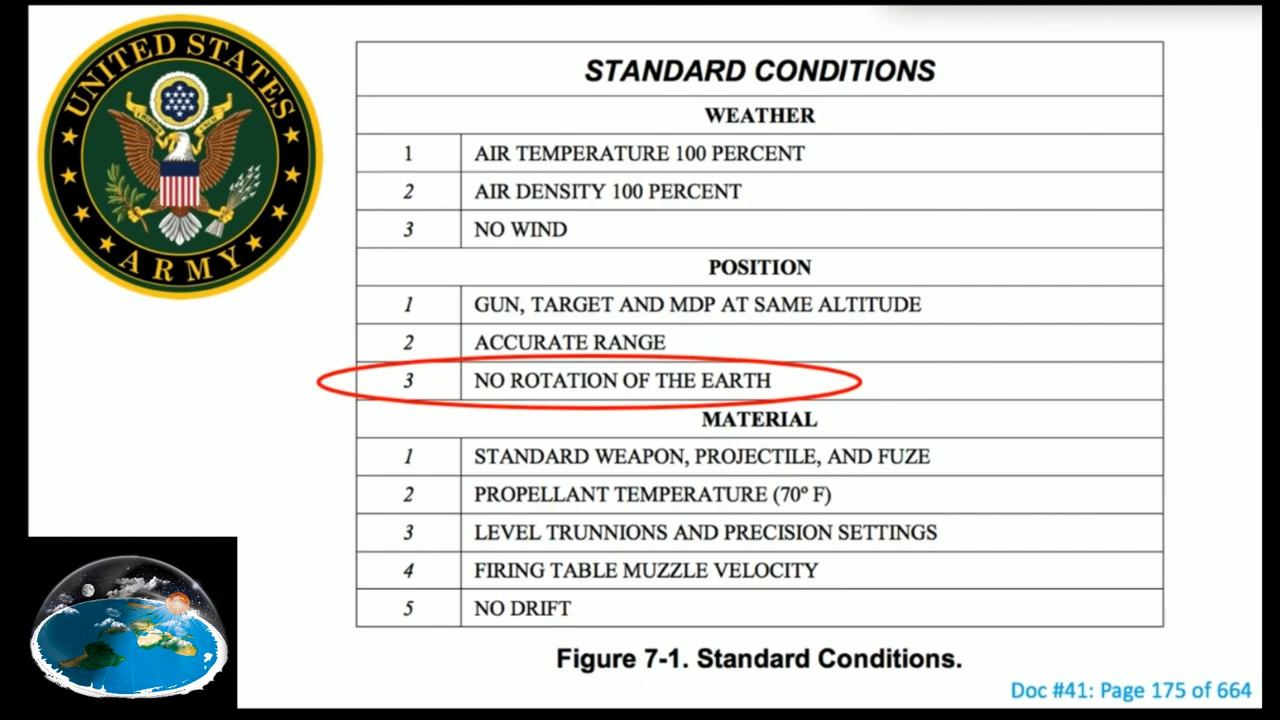 UNITED STATES
ARMY
STANDARD CONDITIONS
WEATHER
1 AIR TEMPERATURE 100 PERCENT
2 AIR DENSITY 100 PERCENT
3 NO WIND
POSITION
1 GUN, TARGET AND MDP AT SAME ALTITUDE
2 ACCURATE RANGE
3 NO ROTATION OF THE EARTH
MATERIAL
1 STANDARD WEAPON, PROJECTILE, AND FUZE
2 PROPELLANT TEMPERATURE (70º F)
3 LEVEL TRUNNIONS AND PRECISION SETTINGS
4 FIRING TABLE MUZZLE VELOCITY
5 NO DRIFT
Figure 7-1. Standard Conditions.
Doc #41: Page 175 of 664